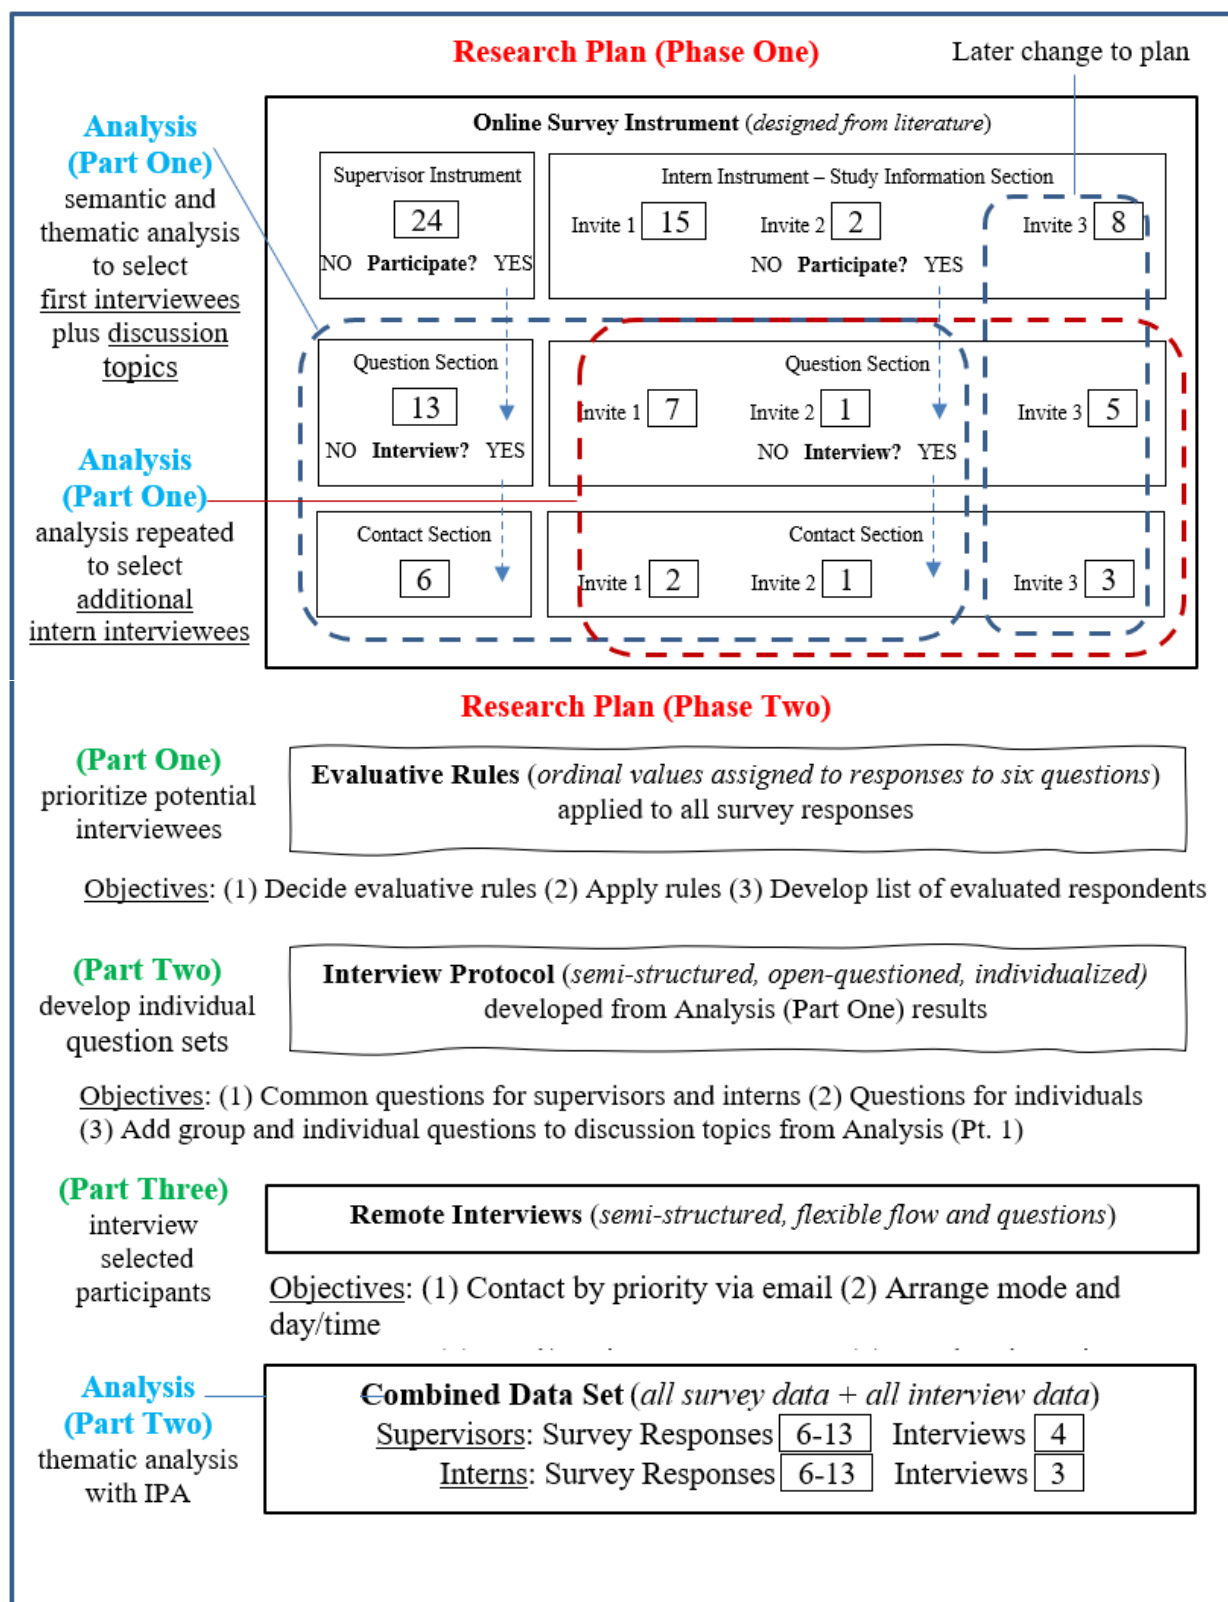 Research Plan (Phase One)
Later change to plan
Analysis
(Part One)
semantic and
thematic analysis
to select
first interviewees
plus discussion
topics
Analysis
(Part One)
analysis repeated
to select
additional
intern interviewees
Online Survey Instrument (designed from literature)
Supervisor Instrument
24
NO Participate? YES
Intern Instrument – Study Information Section
Invite 1 15 Invite 2 2 Invite 3 8
NO Participate? YES
Question Section
13
NO Interview? YES
Question Section
Invite 1 7 Invite 2 1 Invite 3 5
NO Interview? YES
Contact Section
6
Contact Section
Invite 1 2 Invite 2 1 Invite 3 3
Research Plan (Phase Two)
(Part One)
prioritize potential
interviewees
Evaluative Rules (ordinal values assigned to responses to six questions)
applied to all survey responses
Objectives: (1) Decide evaluative rules (2) Apply rules (3) Develop list of evaluated respondents
(Part Two)
develop individual
question sets
Interview Protocol (semi-structured, open-questioned, individualized)
developed from Analysis (Part One) results
Objectives: (1) Common questions for supervisors and interns (2) Questions for individuals
(3) Add group and individual questions to discussion topics from Analysis (Pt. 1)
(Part Three)
interview
selected
participants
Remote Interviews (semi-structured, flexible flow and questions)
Objectives: (1) Contact by priority via email (2) Arrange mode and
day/time
Analysis
(Part Two)
thematic analysis
with IPA
Combined Data Set (all survey data + all interview data)
Supervisors: Survey Responses 6-13 Interviews 4
Interns: Survey Responses 6-13 Interviews 3